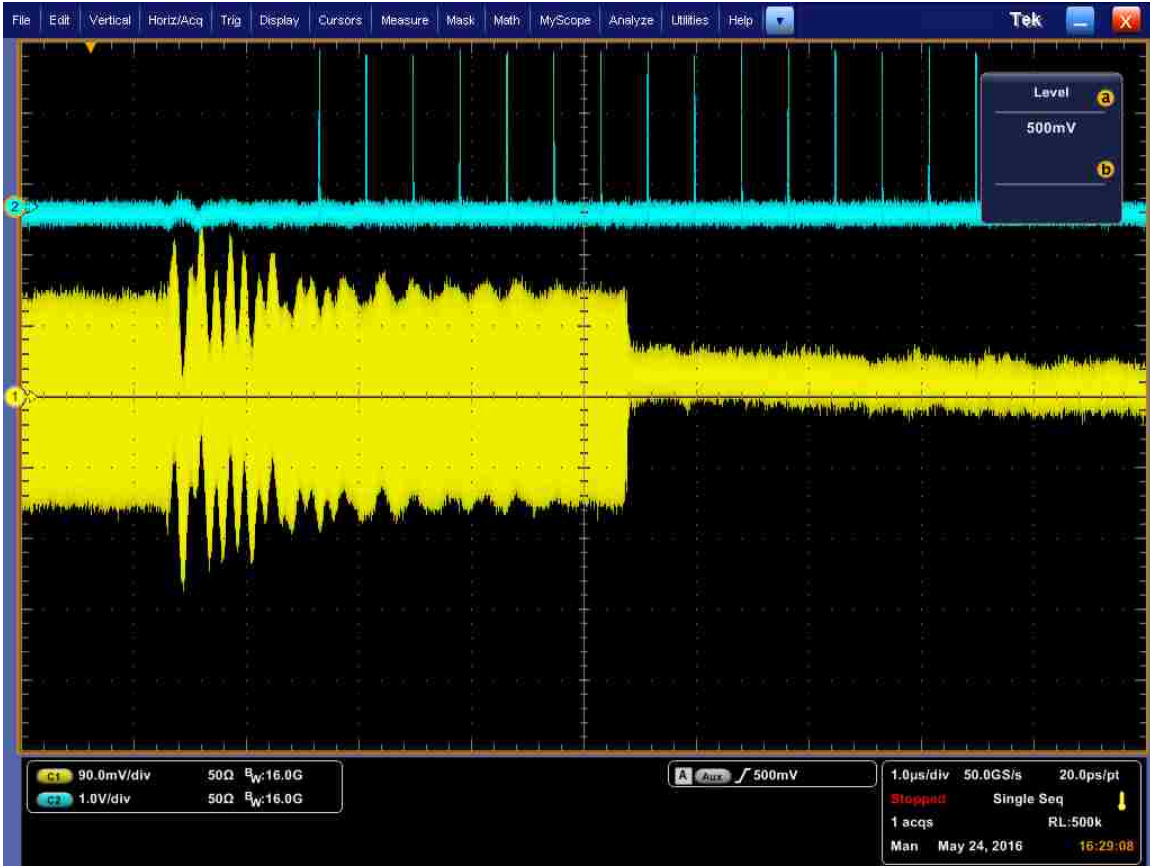 File Edit Vertical Horiz/Acq Trig Display Cursors Measure Mask Math MyScope Analyze Utilities Help Tek X
Level a
500mV
b
2
1
C1 90.0mV/div 50Ω BW:16.0G
C2 1.0V/div 50Ω BW:16.0G
A Aux 500mV
1.0µs/div 50.0GS/s 20.0ps/pt
Stopped Single Seq
1 acqs RL:500k
Man May 24, 2016 16:29:08